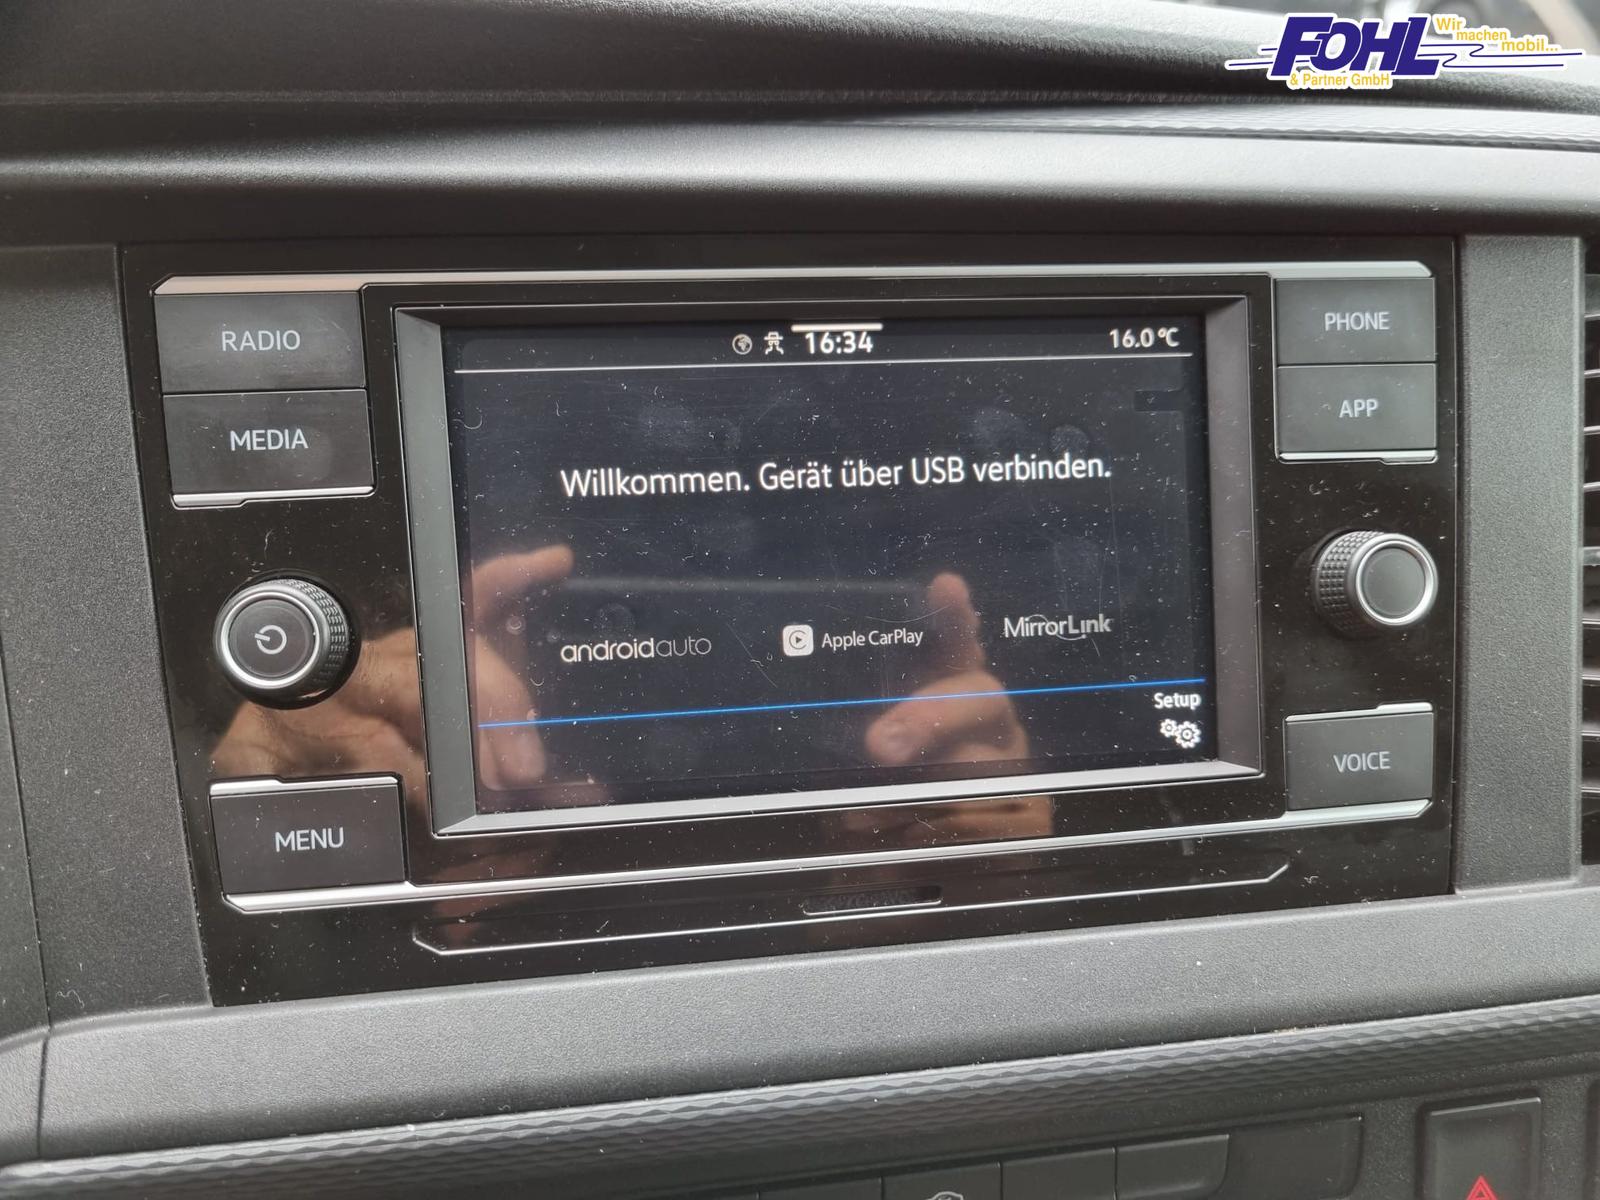 FOHL
Wir
machen
mobil...
& Partner GmbH
RADIO
MEDIA
MENU
16:34
16.0 °C
Willkommen. Gerät über USB verbinden.
androidauto
Apple CarPlay
MirrorLink
Setup
PHONE
APP
VOICE